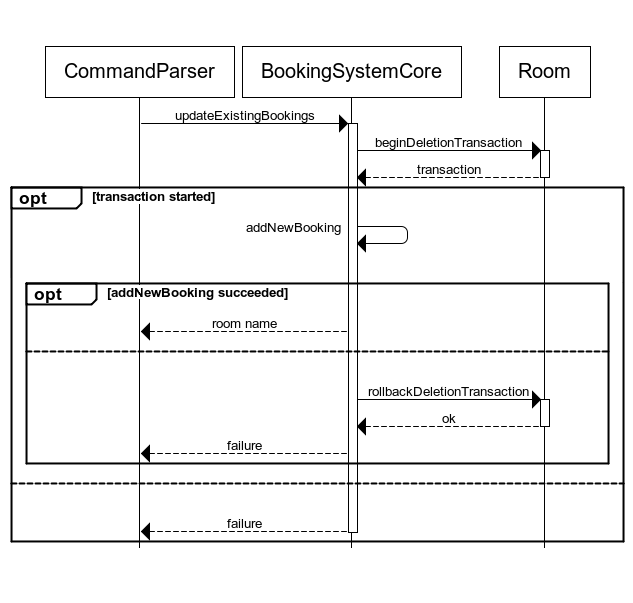 CommandParser
BookingSystemCore
Room
updateExistingBookings
beginDeletionTransaction
transaction
opt
[transaction started]
addNewBooking
opt
[addNewBooking succeeded]
room name
rollbackDeletionTransaction
ok
failure
failure